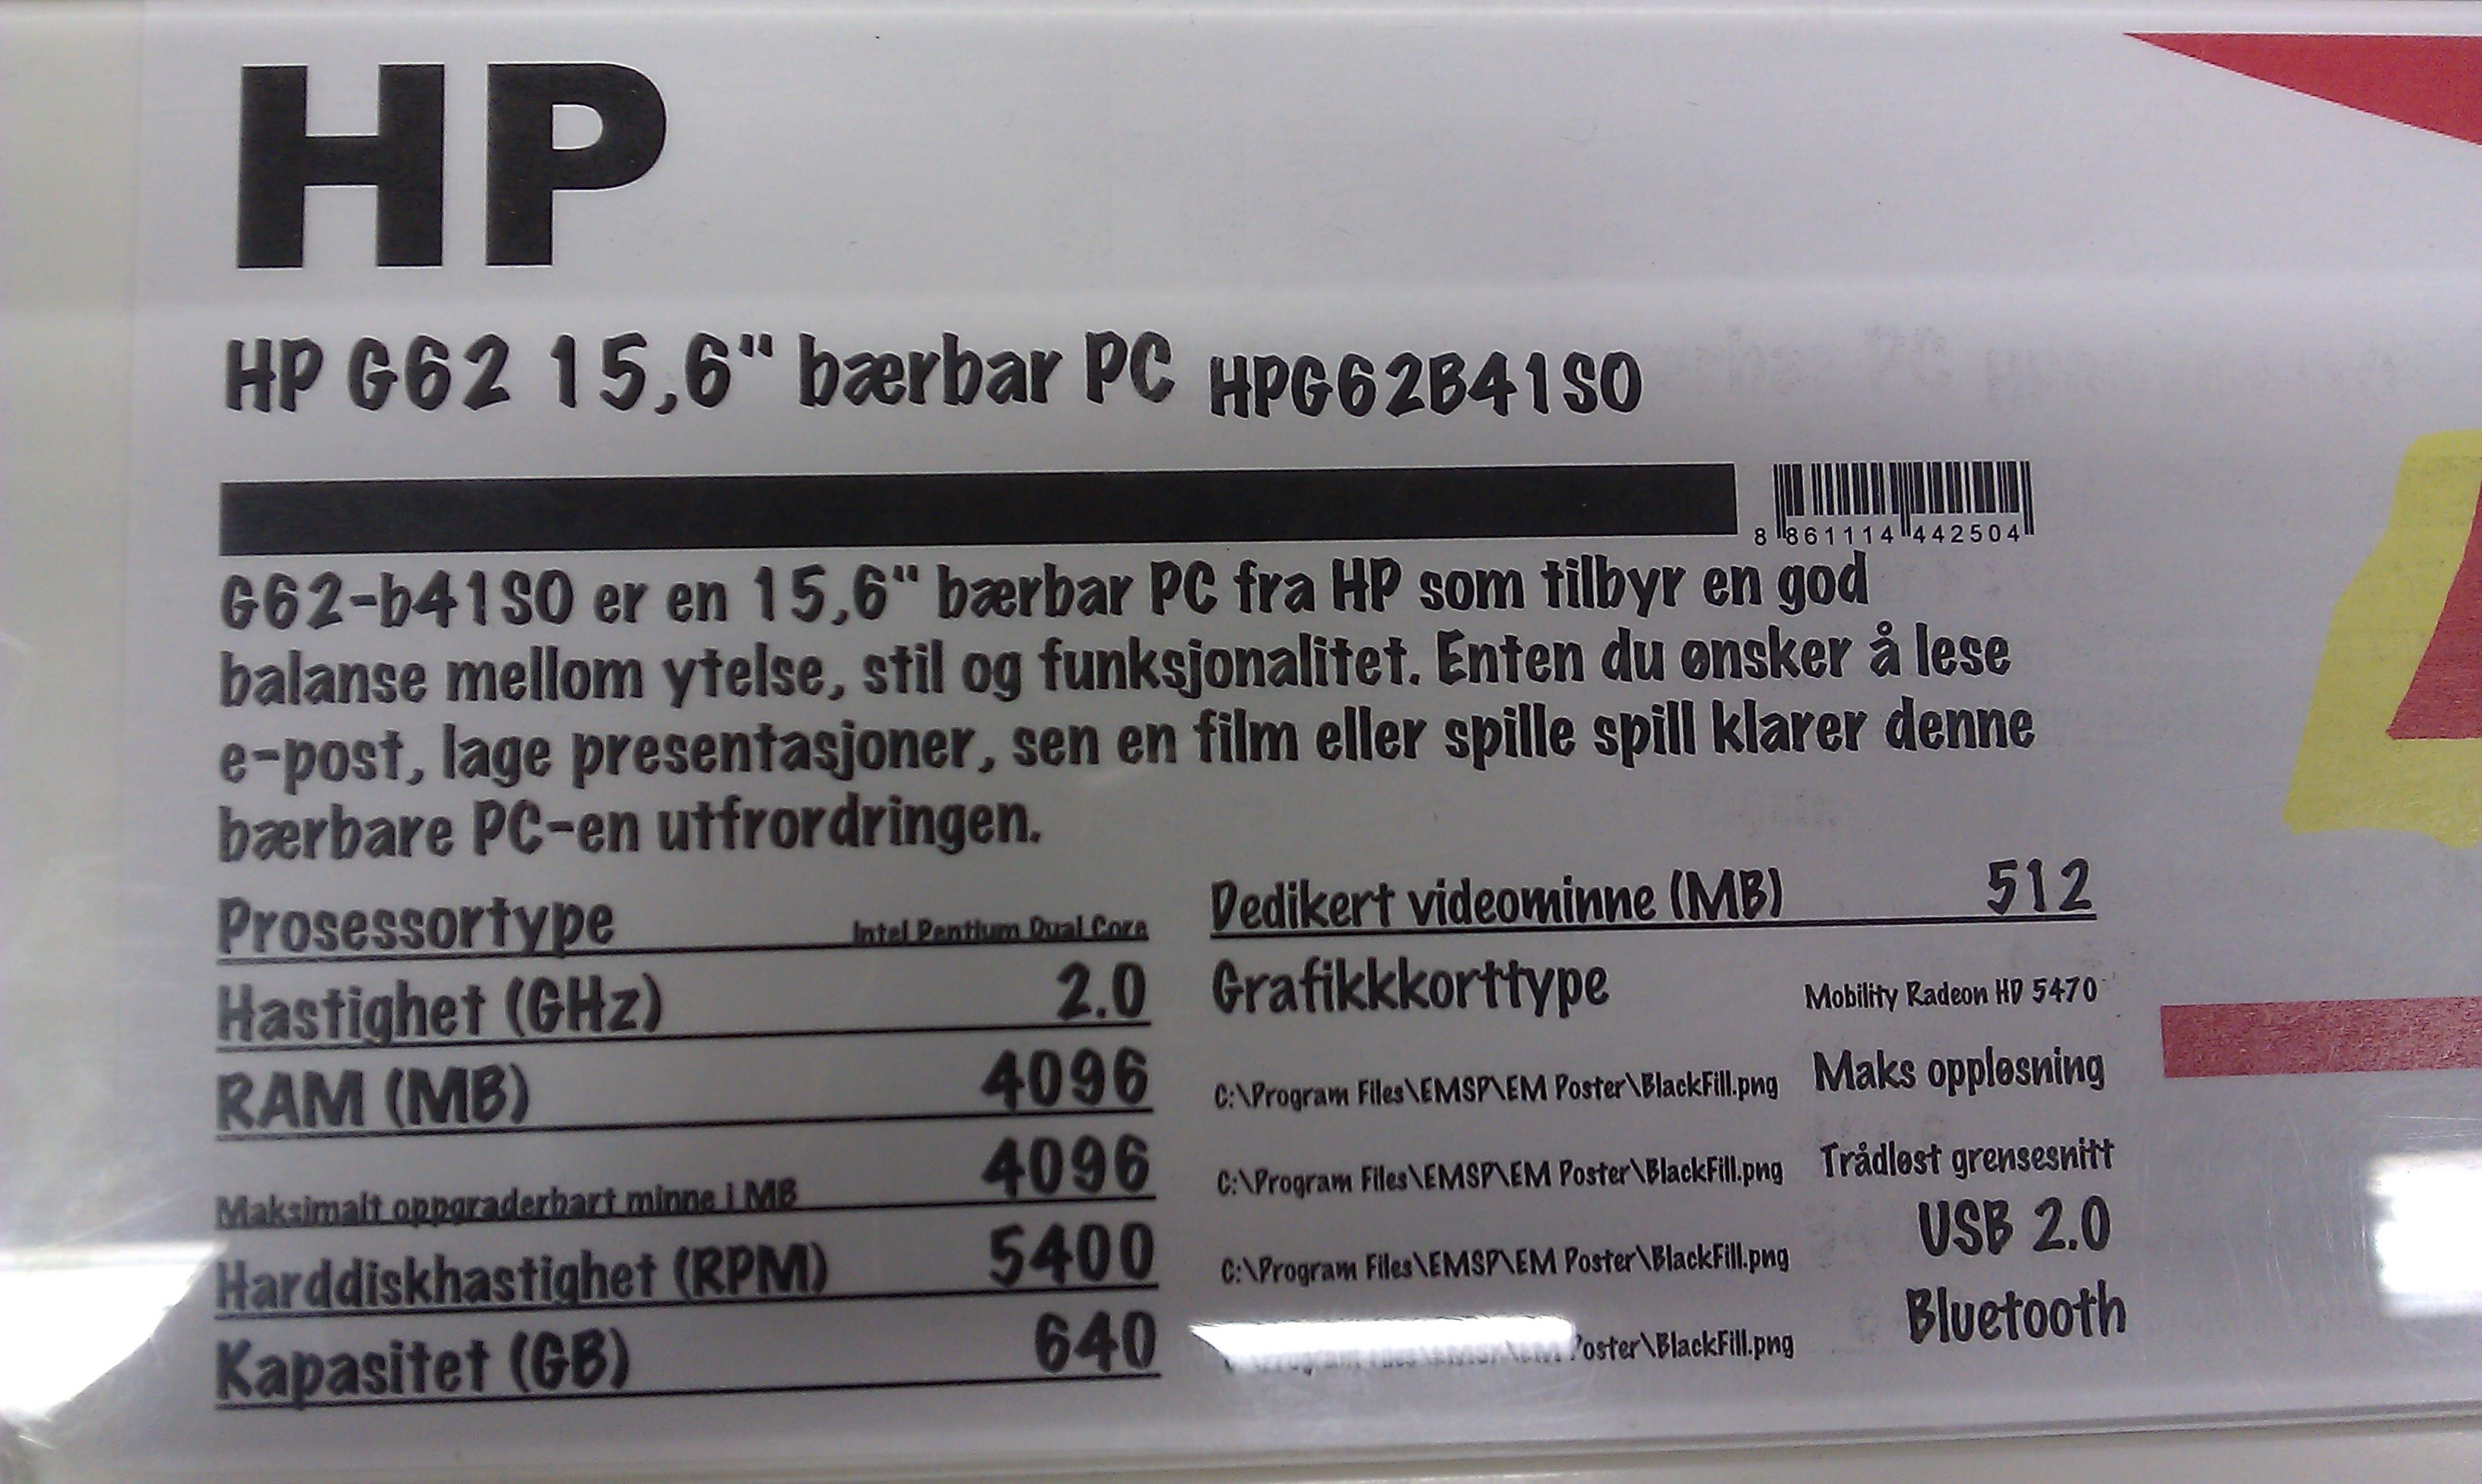 HP
HP G62 15,6" bærbar PC HPG62B41SO
8 861114 442504
G62-b41SO er en 15,6" bærbar PC fra HP som tilbyr en god
balanse mellom ytelse, stil og funksjonalitet. Enten du ønsker å lese
e-post, lage presentasjoner, sen en film eller spille spill klarer denne
bærbare PC-en utfrordringen.
Prosessortype Intel Pentium Dual Core
Hastighet (GHz) 2.0
RAM (MB) 4096
Maksimalt oppgraderbart minne i MB 4096
Harddiskhastighet (RPM) 5400
Kapasitet (GB) 640
Dedikert videominne (MB) 512
Grafikkkorttype Mobility Radeon HD 5470
C:\Program Files\EMSP\EM Poster\BlackFill.png Maks oppløsning
C:\Program Files\EMSP\EM Poster\BlackFill.png Trådløst grensesnitt
USB 2.0
C:\Program Files\EMSP\EM Poster\BlackFill.png
Poster\BlackFill.png Bluetooth